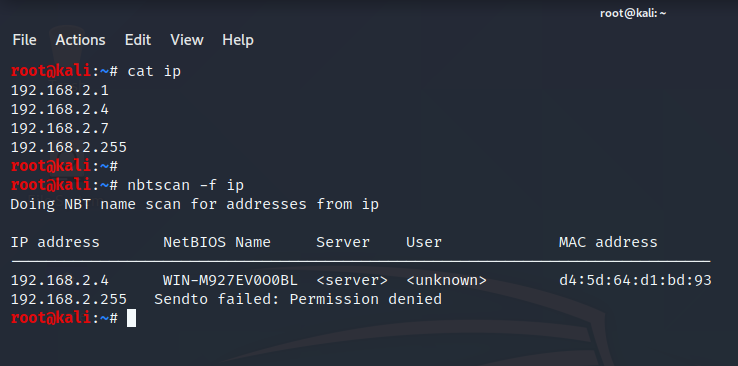 root@kali: ~
File Actions Edit View Help
root@kali:~# cat ip
192.168.2.1
192.168.2.4
192.168.2.7
192.168.2.255
root@kali:~#
root@kali:~# nbtscan -f ip
Doing NBT name scan for addresses from ip
IP address NetBIOS Name Server User MAC address
192.168.2.4 WIN-M927EV0O0BL <server> <unknown> d4:5d:64:d1:bd:93
192.168.2.255 Sendto failed: Permission denied
root@kali:~#